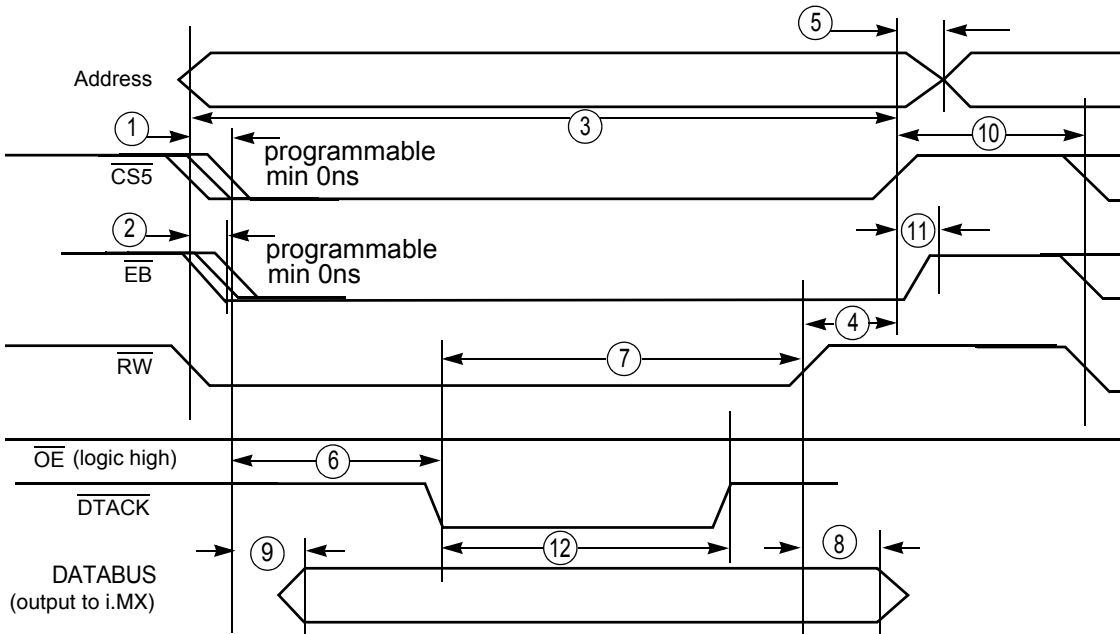 5
Address
1
3
10
programmable
min 0ns
CS5
2
programmable
min 0ns
11
EB
4
7
RW
OE (logic high)
6
DTACK
9
12
8
DATABUS
(output to i.MX)